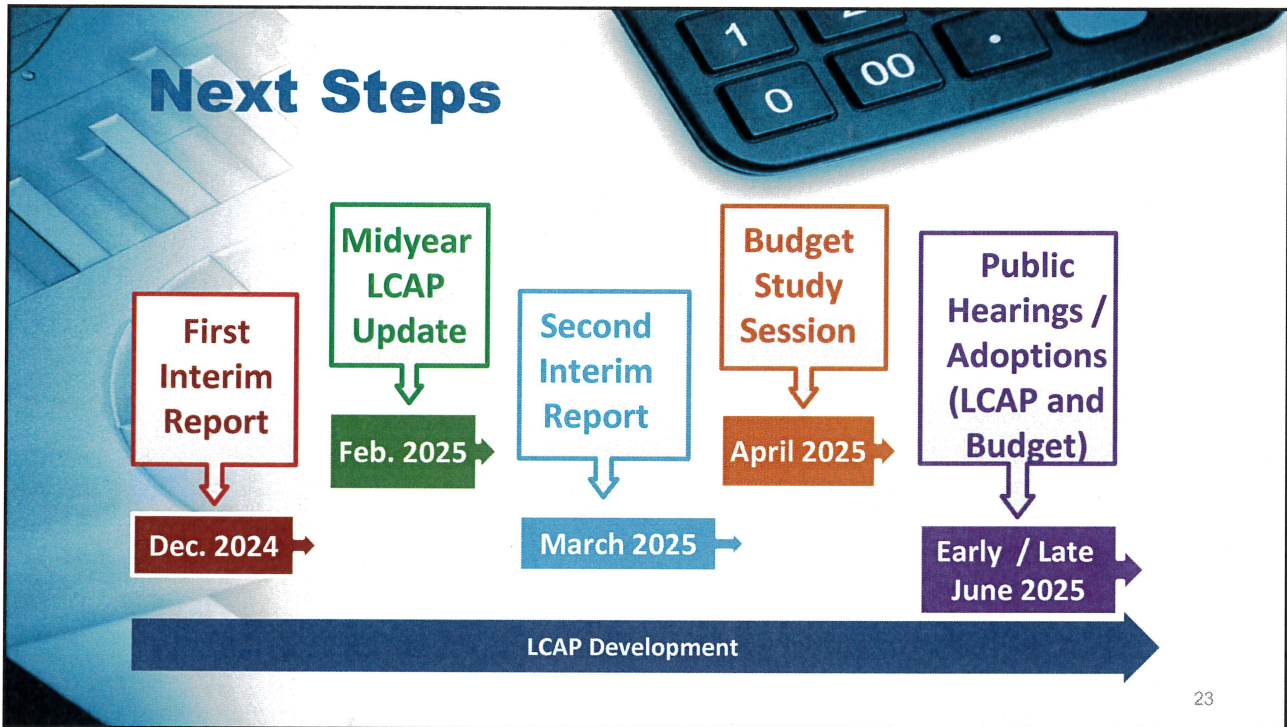 Next Steps
1
0
00
.
First
Interim
Report
Dec. 2024
Midyear
LCAP
Update
Feb. 2025
Second
Interim
Report
March 2025
Budget
Study
Session
April 2025
Public
Hearings /
Adoptions
(LCAP and
Budget)
Early / Late
June 2025
LCAP Development
23